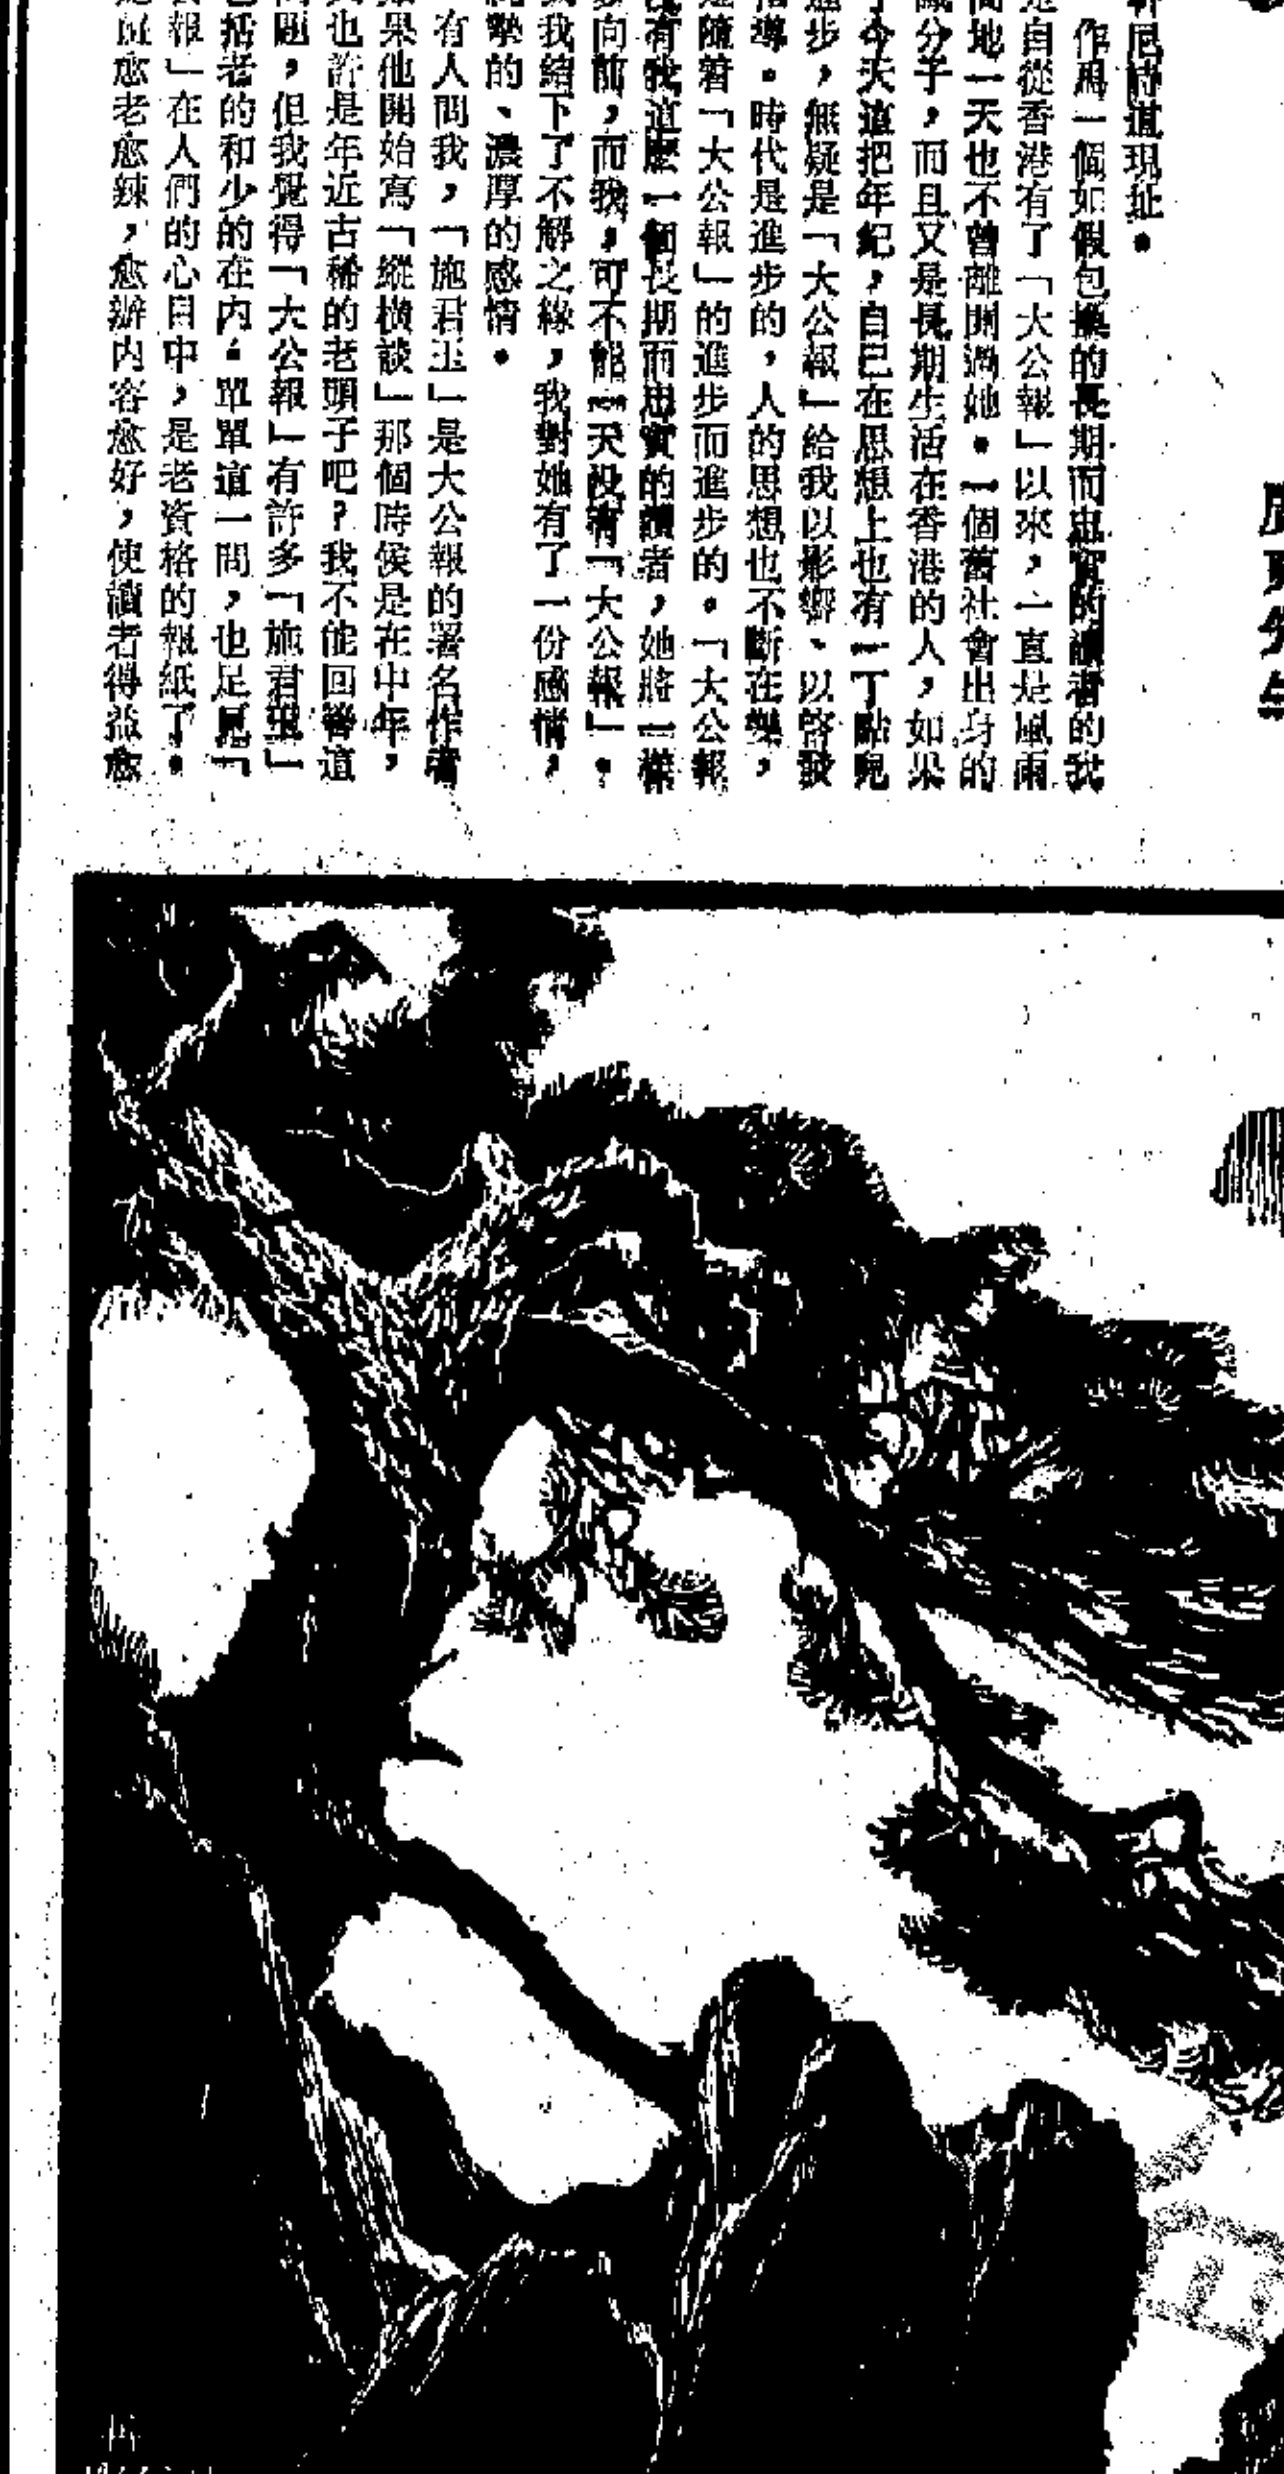 軒尼詩道現址。
作爲一個如假包換的長期而忠實的讀者的我
是自從香港有了「大公報」以來，一直是風雨
間地一天也不曾離開過她。一個舊社會出身的
識分子，而且又是長期生活在香港的人，如果
了今天這把年紀，自己在思想上也有一丁點兒
進步，無疑是「大公報」給我以影響、以啓發
指導。時代是進步的，人的思想也不斷在變，
是隨着「大公報」的進步而進步的。「大公報
沒有我這麽一個長期而忠實的讀者，她將一樣
步向前，而我，可不能一天沒有「大公報」。
我結下了不解之緣，我對她有了一份感情，
摯的、濃厚的感情。
有人問我，「施君玉」是大公報的署名作者
如果他開始寫「縱橫談」那個時候是在中年，
也許是年近古稀的老頭子吧？我不能回答這
問題，但我覺得「大公報」有許多「施君玉」
包括老的和少的在內。單單這一問，也足見「
公報」在人們的心目中，是老資格的報紙了。
愈老愈辣，愈辦內容愈好，使讀者得益愈
先生